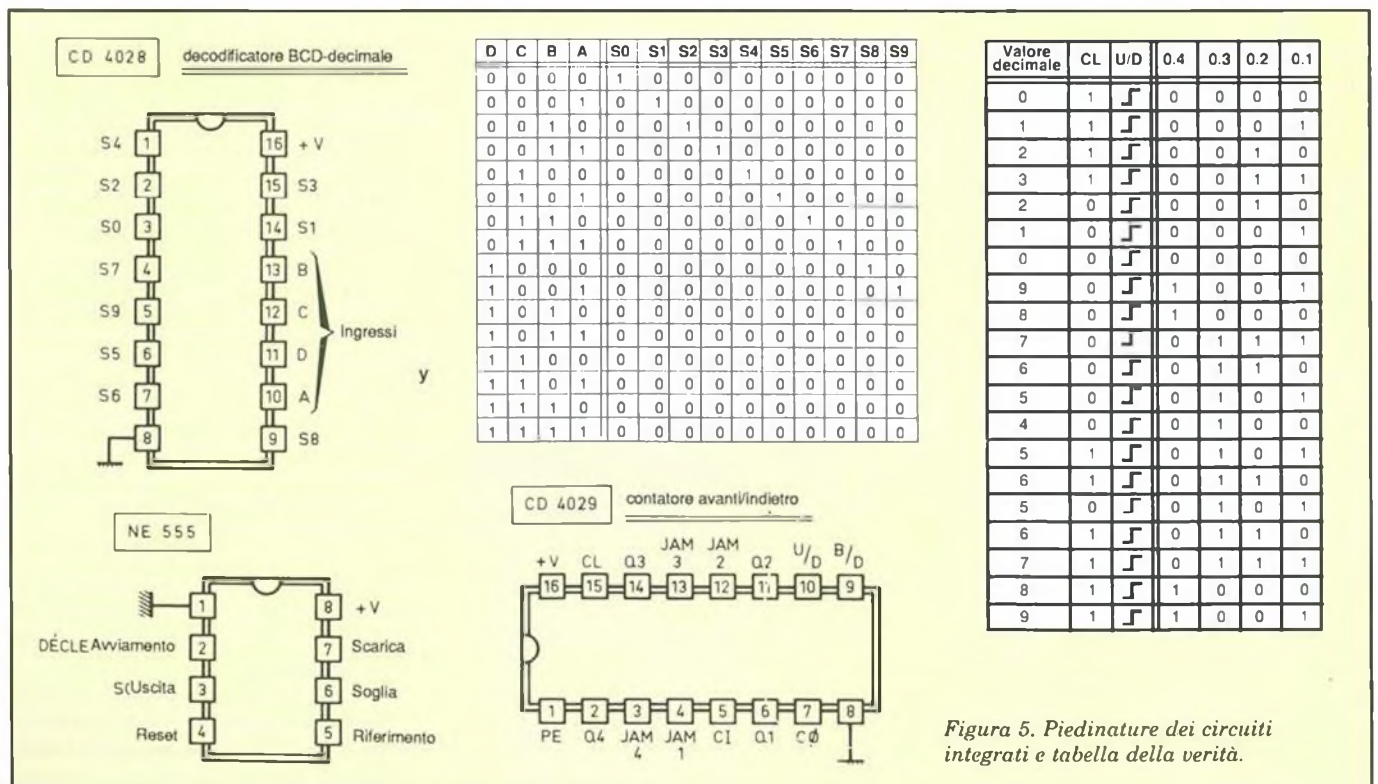 CD 4028 decodificatore BCD-decimale
S4 1 16 + V
S2 2 15 S3
S0 3 14 S1
S7 4 13 B
S9 5 12 C
Ingressi
S5 6 11 D
S6 7 10 A
8 9 S8
y
D C B A S0 S1 S2 S3 S4 S5 S6 S7 S8 S9
0 0 0 0 1 0 0 0 0 0 0 0 0 0
0 0 0 1 0 1 0 0 0 0 0 0 0 0
0 0 1 0 0 0 1 0 0 0 0 0 0 0
0 0 1 1 0 0 0 1 0 0 0 0 0 0
0 1 0 0 0 0 0 0 1 0 0 0 0 0
0 1 0 1 0 0 0 0 0 1 0 0 0 0
0 1 1 0 0 0 0 0 0 0 1 0 0 0
0 1 1 1 0 0 0 0 0 0 0 1 0 0
1 0 0 0 0 0 0 0 0 0 0 0 1 0
1 0 0 1 0 0 0 0 0 0 0 0 0 1
1 0 1 0 0 0 0 0 0 0 0 0 0 0
1 0 1 1 0 0 0 0 0 0 0 0 0 0
1 1 0 0 0 0 0 0 0 0 0 0 0 0
1 1 0 1 0 0 0 0 0 0 0 0 0 0
1 1 1 0 0 0 0 0 0 0 0 0 0 0
1 1 1 1 0 0 0 0 0 0 0 0 0 0
Valore decimale CL U/D 0.4 0.3 0.2 0.1
0 1 0 0 0 0
1 1 0 0 0 1
2 1 0 0 1 0
3 1 0 0 1 1
2 0 0 0 1 0
1 0 0 0 0 1
0 0 0 0 0 0
9 0 1 0 0 1
8 0 1 0 0 0
7 0 0 1 1 1
6 0 0 1 1 0
5 0 0 1 0 1
4 0 0 1 0 0
5 1 0 1 0 1
6 1 0 1 1 0
5 0 0 1 0 1
6 1 0 1 1 0
7 1 0 1 1 1
8 1 1 0 0 0
9 1 1 0 0 1
NE 555
1 8 + V
DÉCLE Avviamento 2 7 Scarica
S(Uscita 3 6 Soglia
Reset 4 5 Riferimento
CD 4029 contatore avanti/indietro
+V CL Q3 JAM 3 JAM 2 Q2 U/D B/D
16 15 14 13 12 11 10 9
1 2 3 4 5 6 7 8
PE Q4 JAM 4 JAM 1 CI Q1 CØ
Figura 5. Piedinature dei circuiti
integrati e tabella della verità.